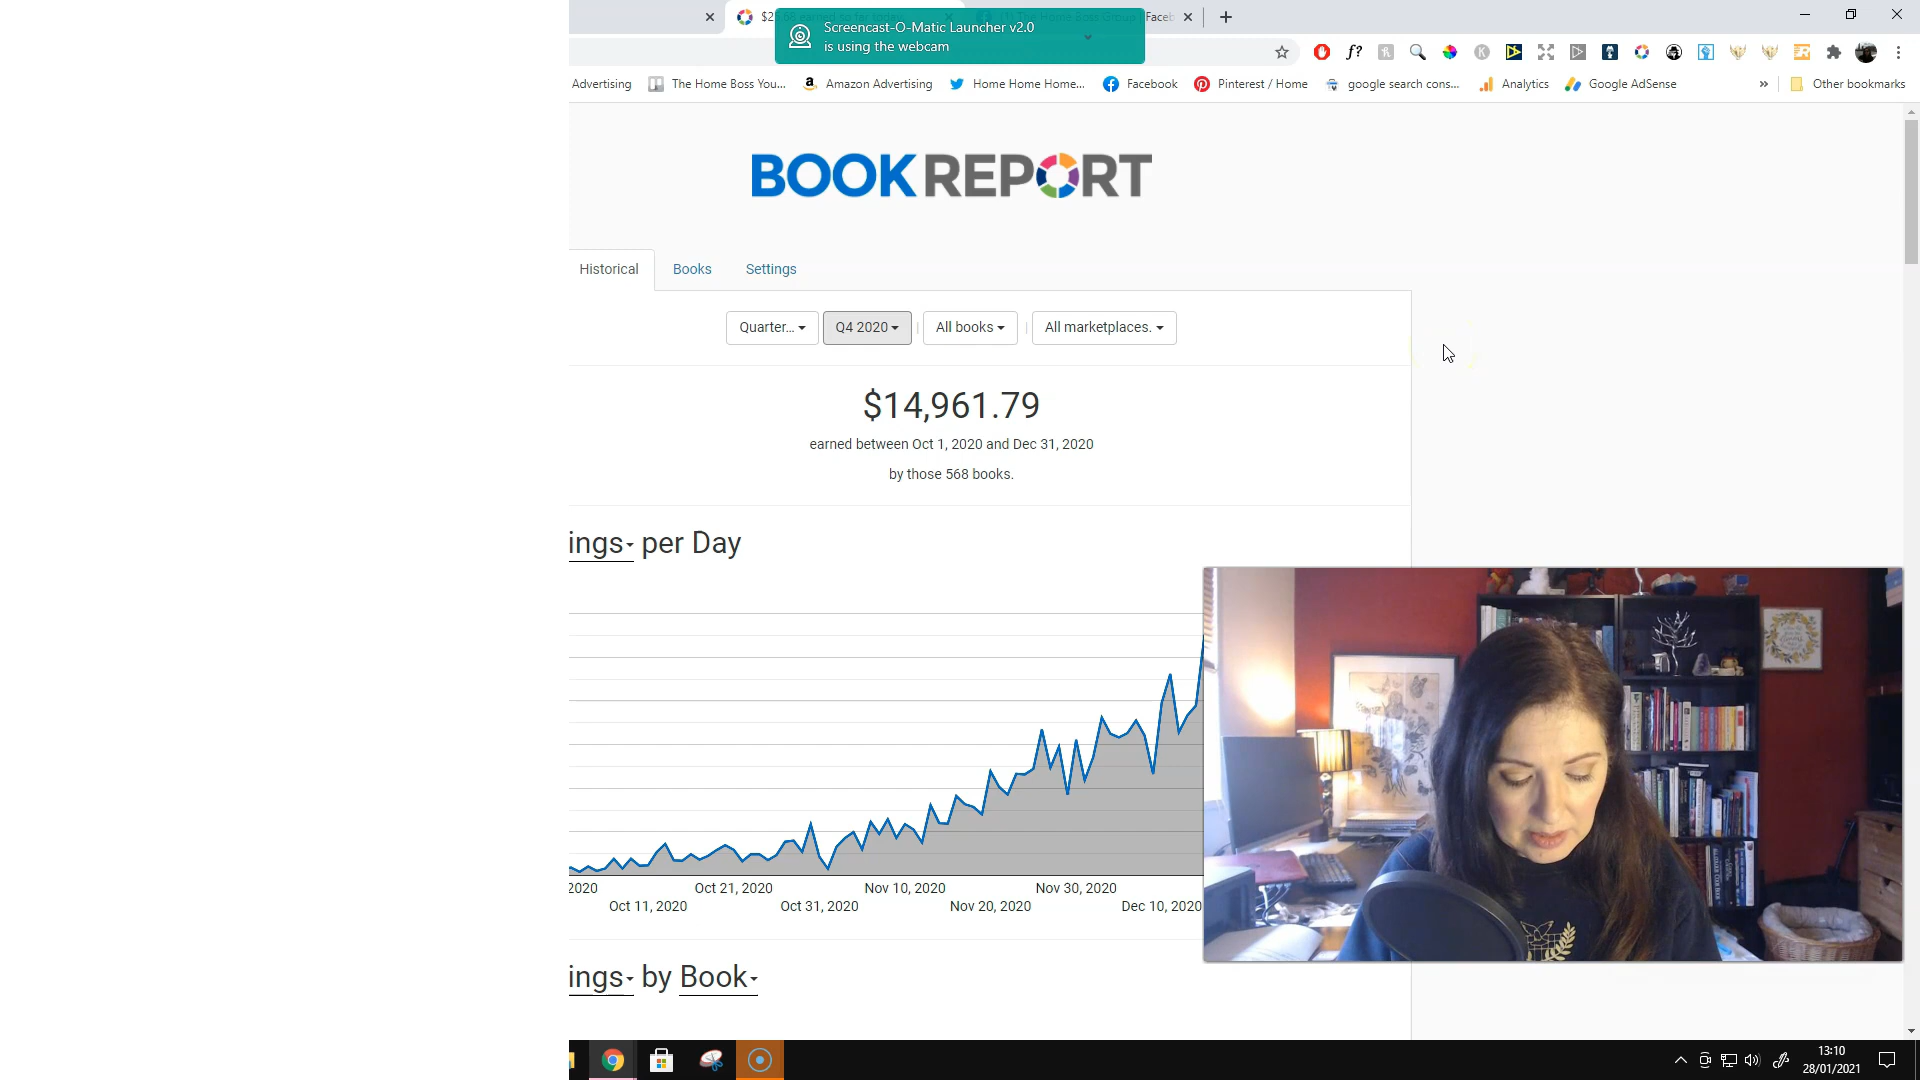 Screencast-O-Matic Launcher v2.0
is using the webcam
Advertising
The Home Boss You...
Amazon Advertising
Home Home Home...
Facebook
Pinterest / Home
google search cons...
Analytics
Google AdSense
»
Other bookmarks
BOOKREPORT
Historical
Books
Settings
Quarter...
Q4 2020
All books
All marketplaces.
$14,961.79
earned between Oct 1, 2020 and Dec 31, 2020
by those 568 books.
ings per Day
2020
Oct 11, 2020
Oct 21, 2020
Oct 31, 2020
Nov 10, 2020
Nov 20, 2020
Nov 30, 2020
Dec 10, 2020
ings by Book
13:10
28/01/2021